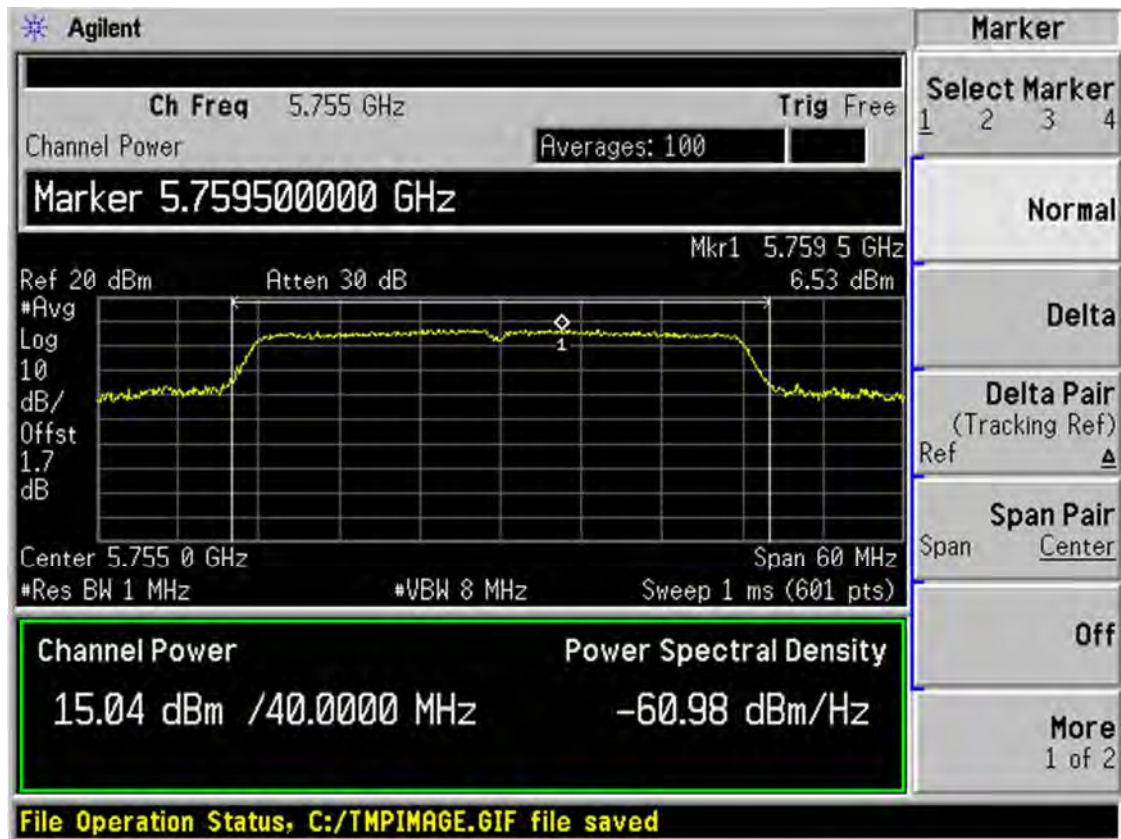 Agilent
Marker
Ch Freq 5.755 GHz Trig Free
Channel Power Averages: 100
Marker 5.759500000 GHz
Mkr1 5.759 5 GHz
Ref 20 dBm Atten 30 dB 6.53 dBm
#Avg
Log
10
dB/
Offst
1.7
dB
1
Center 5.755 0 GHz Span 60 MHz
#Res BW 1 MHz #VBW 8 MHz Sweep 1 ms (601 pts)
Channel Power Power Spectral Density
15.04 dBm /40.0000 MHz -60.98 dBm/Hz
File Operation Status, C:/TMPIMAGE.GIF file saved
Select Marker
1 2 3 4
Normal
Delta
Delta Pair
(Tracking Ref)
Ref Δ
Span Pair
Span Center
Off
More
1 of 2